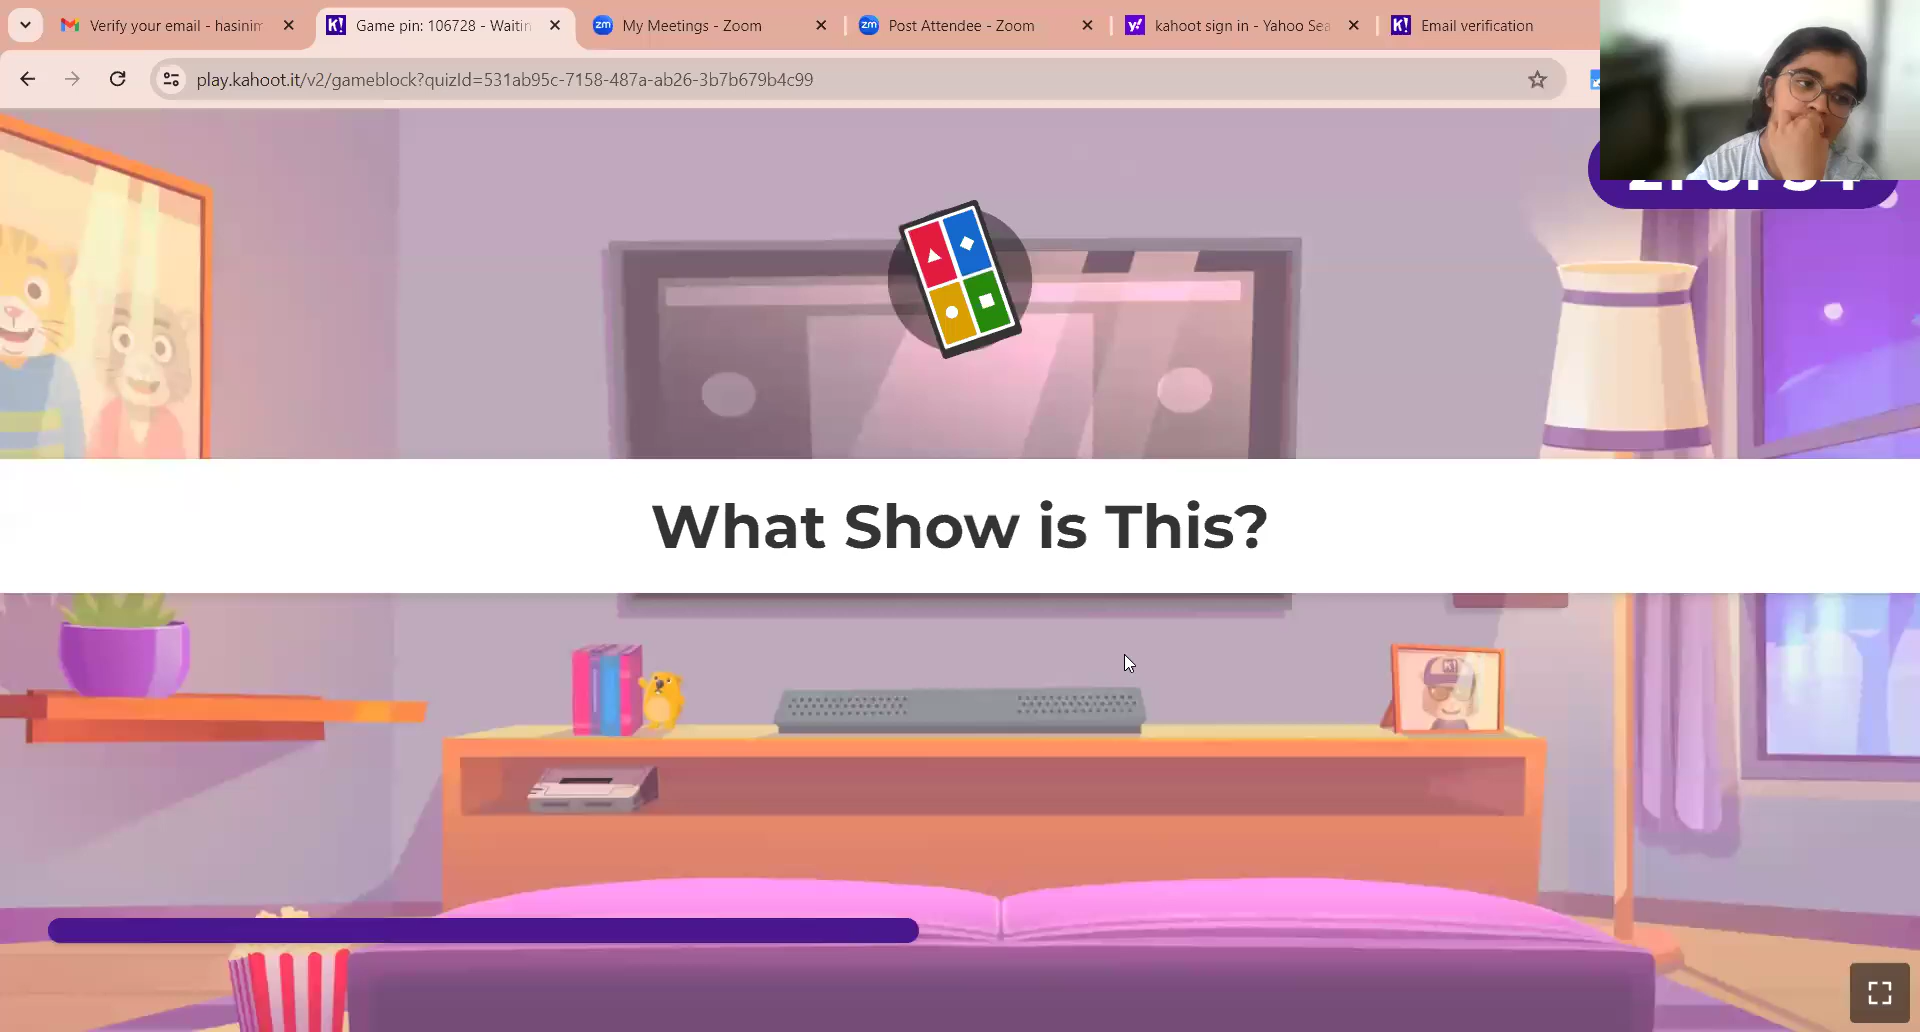 Verify your email - hasinim
Game pin: 106728 - Waitin
My Meetings - Zoom
Post Attendee - Zoom
kahoot sign in - Yahoo Sea
Email verification
play.kahoot.it/v2/gameblock?quizId=531ab95c-7158-487a-ab26-3b7b679b4c99
What Show is This?